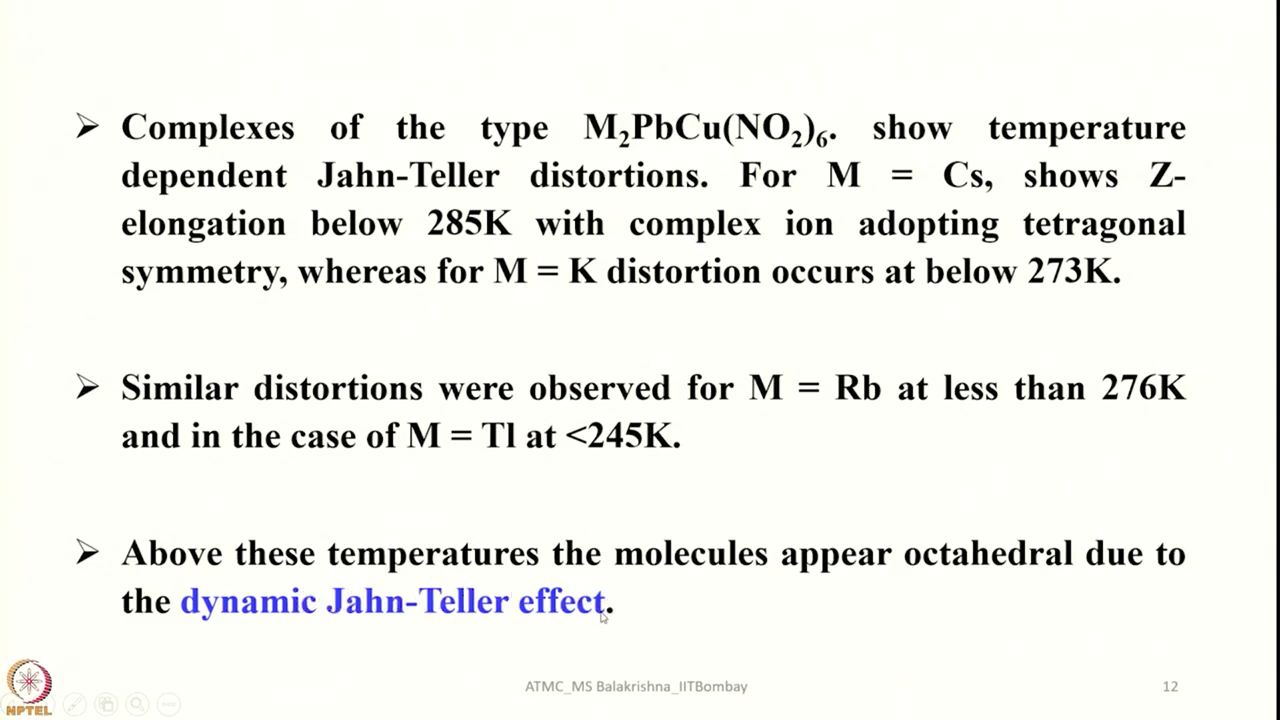 ➢ Complexes of the type M₂PbCu(NO₂)₆. show temperature
dependent Jahn-Teller distortions. For M = Cs, shows Z-
elongation below 285K with complex ion adopting tetragonal
symmetry, whereas for M = K distortion occurs at below 273K.
➢ Similar distortions were observed for M = Rb at less than 276K
and in the case of M = Tl at <245K.
➢ Above these temperatures the molecules appear octahedral due to
the dynamic Jahn-Teller effect.
NPTEL
ATMC_MS Balakrishna_IITBombay
12